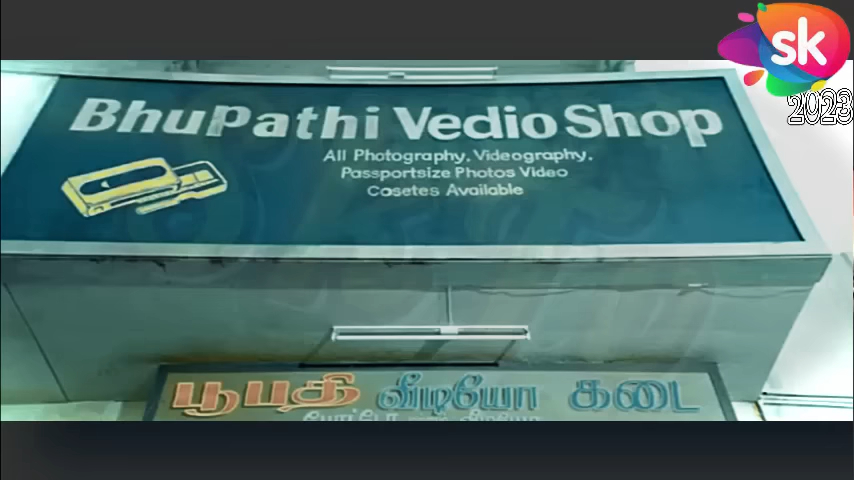 sk
2023
BhuPathi Vedio Shop
All Photography, Videography,
Passportsize Photos Video
Casetes Available
பூபதி வீடியோ கடை